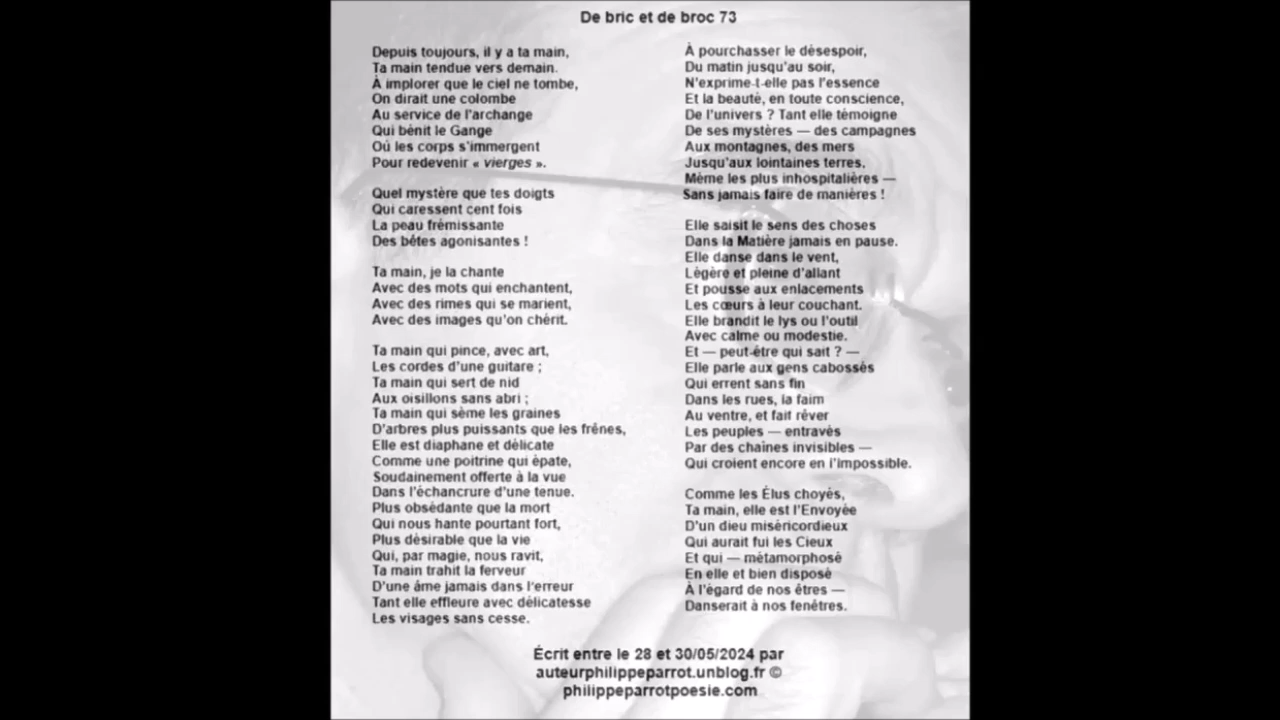 De bric et de broc 73
Depuis toujours, il y a ta main,
Ta main tendue vers demain.
À implorer que le ciel ne tombe,
On dirait une colombe
Au service de l'archange
Qui bénit le Gange
Où les corps s'immergent
Pour redevenir « vierges ».
Quel mystère que tes doigts
Qui caressent cent fois
La peau frémissante
Des bêtes agonisantes !
Ta main, je la chante
Avec des mots qui enchantent,
Avec des rimes qui se marient,
Avec des images qu'on chérit.
Ta main qui pince, avec art,
Les cordes d'une guitare ;
Ta main qui sert de nid
Aux oisillons sans abri ;
Ta main qui sème les graines
D'arbres plus puissants que les frênes,
Elle est diaphane et délicate
Comme une poitrine qui épate,
Soudainement offerte à la vue
Dans l'échancrure d'une tenue.
Plus obsédante que la mort
Qui nous hante pourtant fort,
Plus désirable que la vie
Qui, par magie, nous ravit,
Ta main trahit la ferveur
D'une âme jamais dans l'erreur
Tant elle effleure avec délicatesse
Les visages sans cesse.
À pourchasser le désespoir,
Du matin jusqu'au soir,
N'exprime-t-elle pas l'essence
Et la beauté, en toute conscience,
De l'univers ? Tant elle témoigne
De ses mystères — des campagnes
Aux montagnes, des mers
Jusqu'aux lointaines terres,
Même les plus inhospitalières —
Sans jamais faire de manières !
Elle saisit le sens des choses
Dans la Matière jamais en pause.
Elle danse dans le vent,
Légère et pleine d'allant
Et pousse aux enlacements
Les cœurs à leur couchant.
Elle brandit le lys ou l'outil
Avec calme ou modestie.
Et — peut-être qui sait ? —
Elle parle aux gens cabossés
Qui errent sans fin
Dans les rues, la faim
Au ventre, et fait rêver
Les peuples — entravés
Par des chaînes invisibles —
Qui croient encore en l'impossible.
Comme les Élus choyés,
Ta main, elle est l'Envoyée
D'un dieu miséricordieux
Qui aurait fui les Cieux
Et qui — métamorphosé
En elle et bien disposé
À l'égard de nos êtres —
Danserait à nos fenêtres.
Écrit entre le 28 et 30/05/2024 par
auteurphilippeparrot.unblog.fr ©
philippeparrotpoesie.com